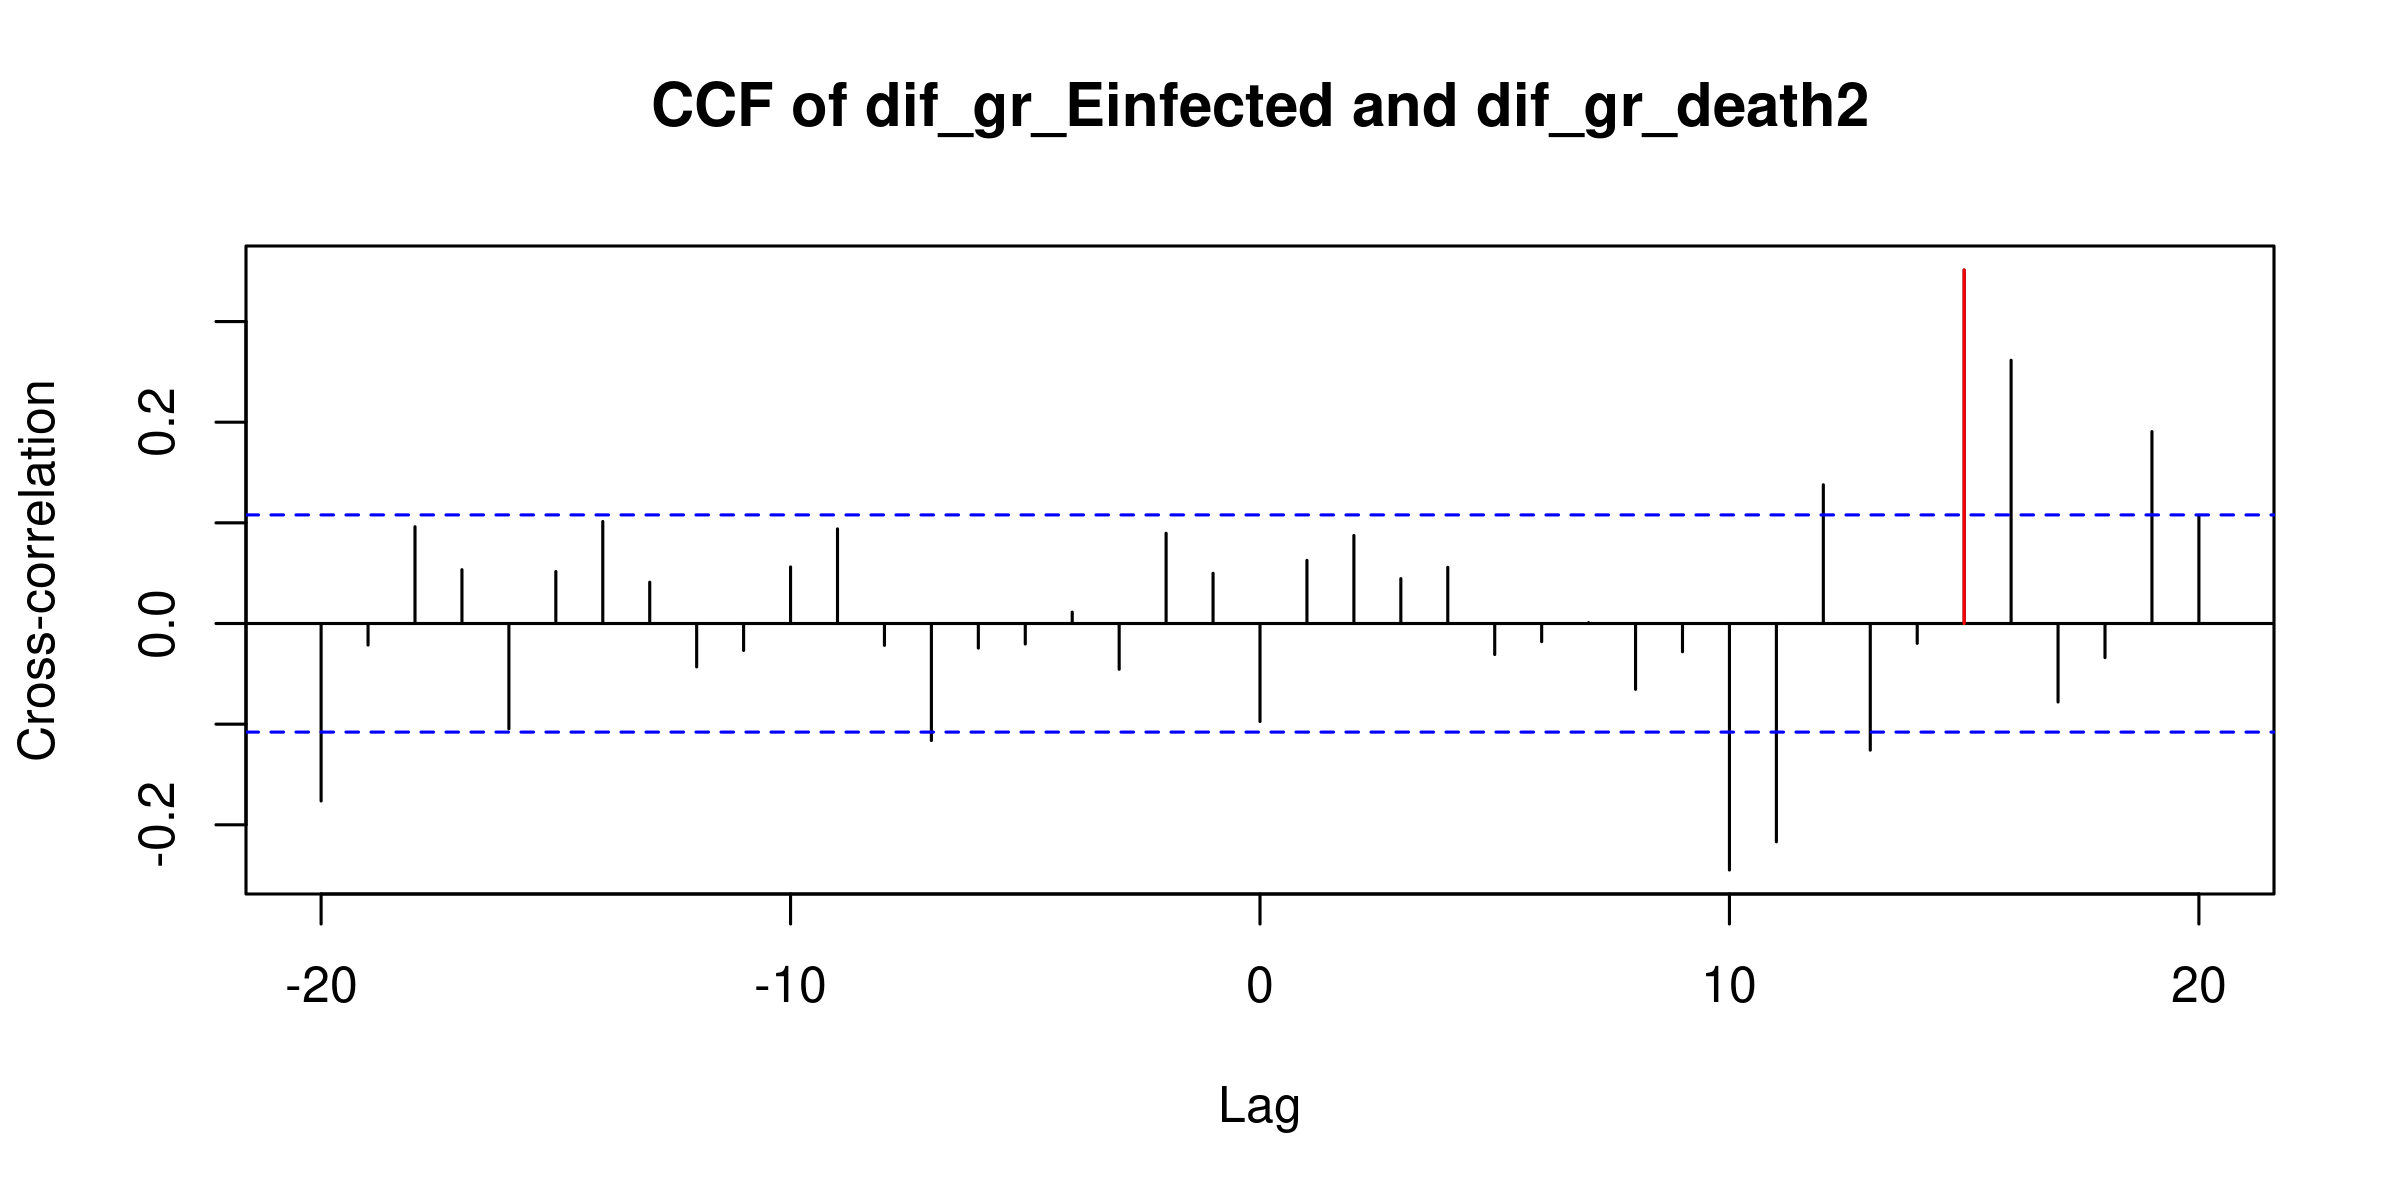 CCF of dif_gr_Einfected and dif_gr_death2
Cross-correlation
0.2
0.0
-0.2
-20 -10 0 10 20
Lag